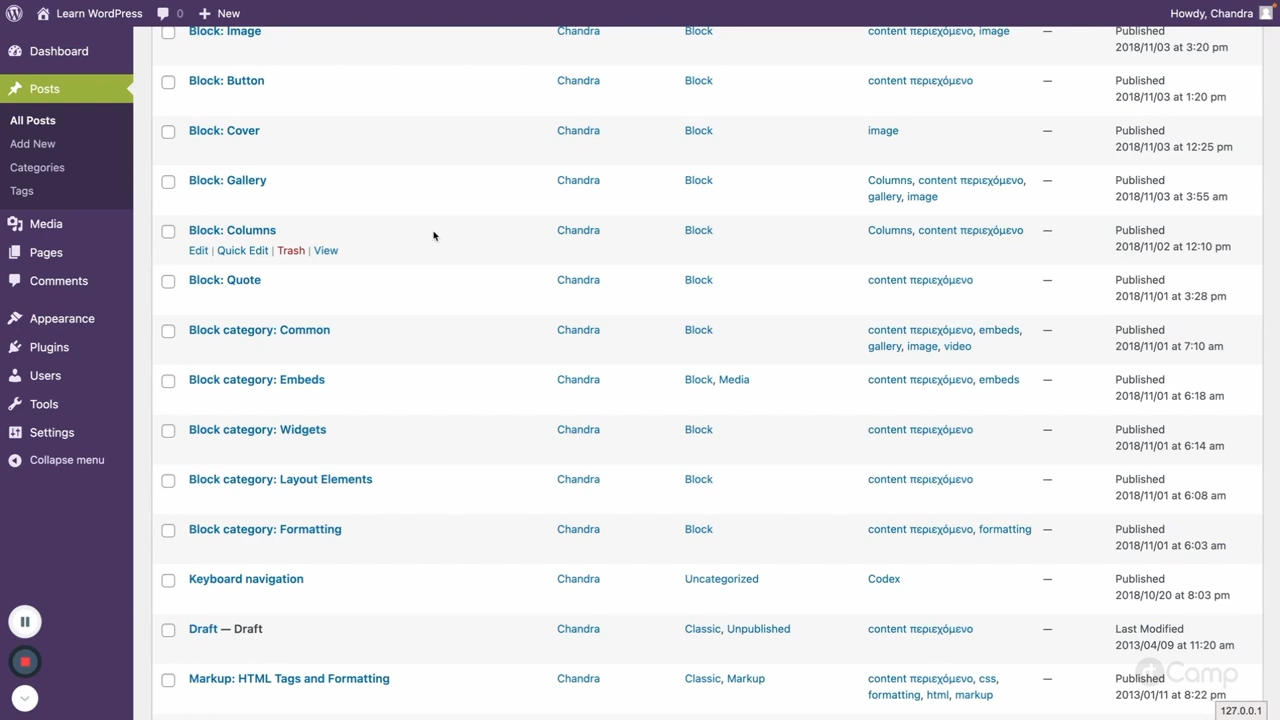 Learn WordPress 0 + New Howdy, Chandra
Dashboard
Posts
All Posts
Add New
Categories
Tags
Media
Pages
Comments
Appearance
Plugins
Users
Tools
Settings
Collapse menu
Block: Image Chandra Block content περιεχόμενο, image — Published
2018/11/03 at 3:20 pm
Block: Button Chandra Block content περιεχόμενο — Published
2018/11/03 at 1:20 pm
Block: Cover Chandra Block image — Published
2018/11/03 at 12:25 pm
Block: Gallery Chandra Block Columns, content περιεχόμενο, — Published
gallery, image 2018/11/03 at 3:55 am
Block: Columns Chandra Block Columns, content περιεχόμενο — Published
Edit | Quick Edit | Trash | View 2018/11/02 at 12:10 pm
Block: Quote Chandra Block content περιεχόμενο — Published
2018/11/01 at 3:28 pm
Block category: Common Chandra Block content περιεχόμενο, embeds, — Published
gallery, image, video 2018/11/01 at 7:10 am
Block category: Embeds Chandra Block, Media content περιεχόμενο, embeds — Published
2018/11/01 at 6:18 am
Block category: Widgets Chandra Block content περιεχόμενο — Published
2018/11/01 at 6:14 am
Block category: Layout Elements Chandra Block content περιεχόμενο — Published
2018/11/01 at 6:08 am
Block category: Formatting Chandra Block content περιεχόμενο, formatting — Published
2018/11/01 at 6:03 am
Keyboard navigation Chandra Uncategorized Codex — Published
2018/10/20 at 8:03 pm
Draft — Draft Chandra Classic, Unpublished content περιεχόμενο — Last Modified
2013/04/09 at 11:20 am
Markup: HTML Tags and Formatting Chandra Classic, Markup content περιεχόμενο, css, — Published
formatting, html, markup 2013/01/11 at 8:22 pm
rtCamp
127.0.0.1